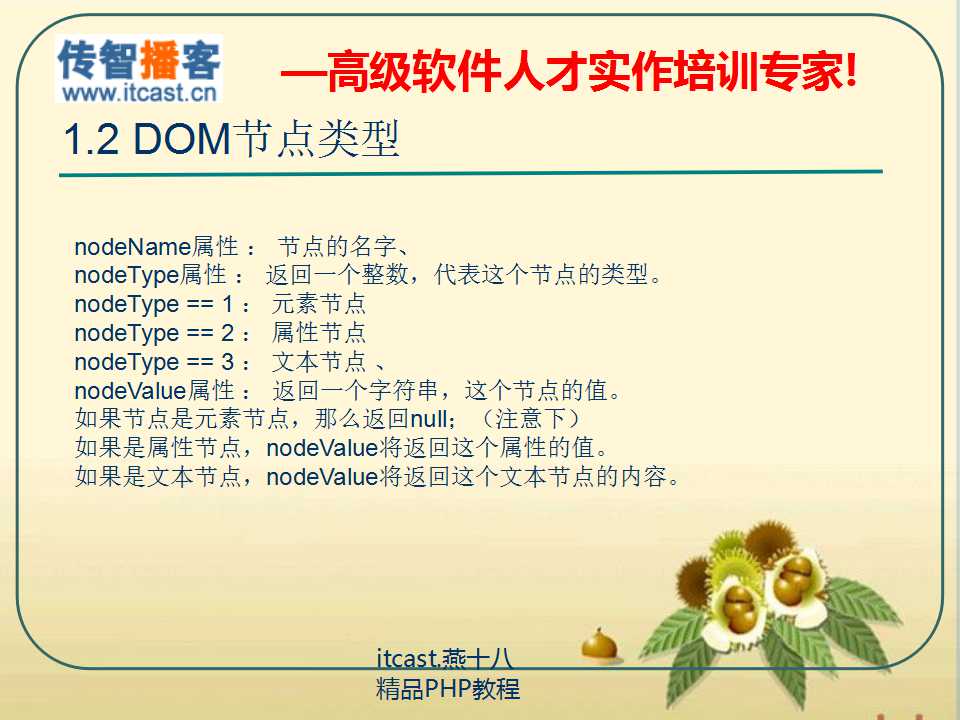 传智播客
www.itcast.cn
—高级软件人才实作培训专家!
1.2 DOM节点类型
nodeName属性 ： 节点的名字、
nodeType属性 ： 返回一个整数，代表这个节点的类型。
nodeType == 1 ： 元素节点
nodeType == 2 ： 属性节点
nodeType == 3 ： 文本节点 、
nodeValue属性 ： 返回一个字符串，这个节点的值。
如果节点是元素节点，那么返回null；（注意下）
如果是属性节点，nodeValue将返回这个属性的值。
如果是文本节点，nodeValue将返回这个文本节点的内容。
itcast.燕十八
精品PHP教程